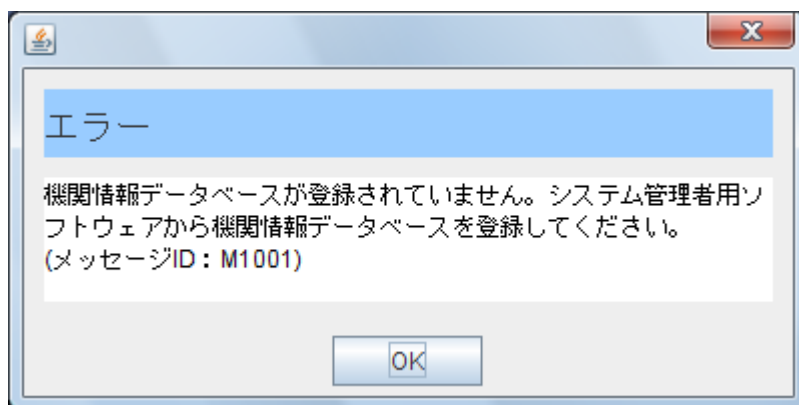 エラー
機関情報データベースが登録されていません。システム管理者用ソ
フトウェアから機関情報データベースを登録してください。
(メッセージID：M1001)
OK